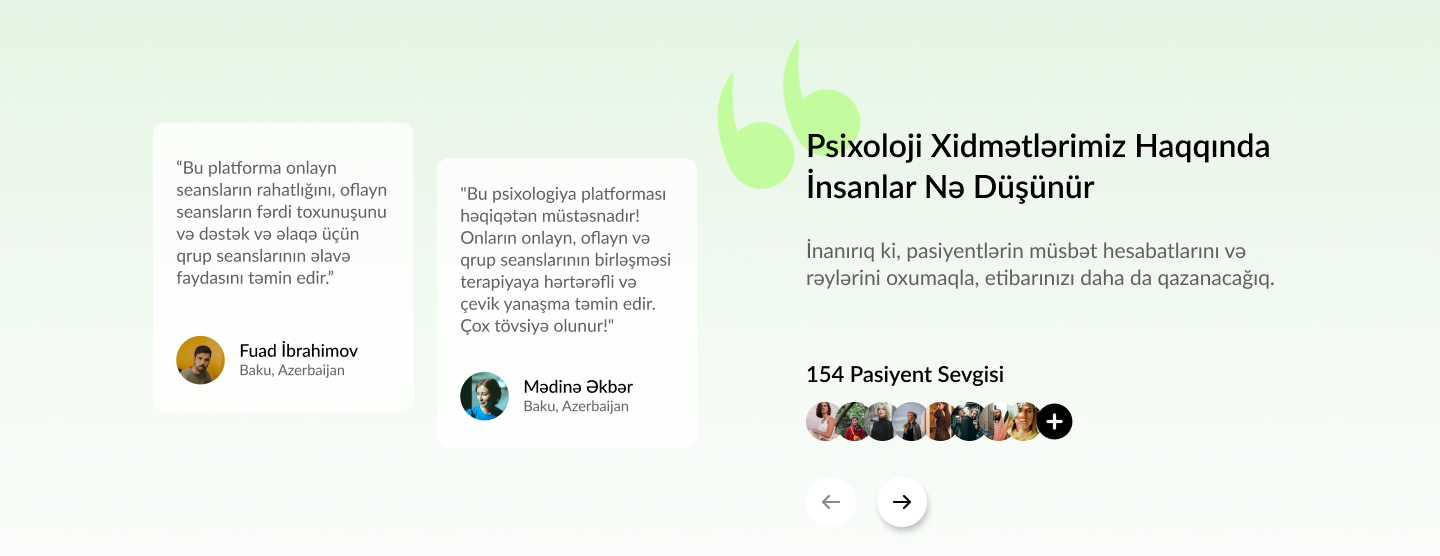 “Bu platforma onlayn
seansların rahatlığını, oflayn
seansların fərdi toxunuşunu
və dəstək və əlaqə üçün
qrup seanslarının əlavə
faydasını təmin edir.”
Fuad İbrahimov
Baku, Azerbaijan
"Bu psixologiya platforması
həqiqətən müstəsnadır!
Onların onlayn, oflayn və
qrup seanslarının birləşməsi
terapiyaya hərtərəfli və
çevik yanaşma təmin edir.
Çox tövsiyə olunur!"
Mədinə Əkbər
Baku, Azerbaijan
Psixoloji Xidmətlərimiz Haqqında
İnsanlar Nə Düşünür
İnanırıq ki, pasiyentlərin müsbət hesabatlarını və
rəylərini oxumaqla, etibarınızı daha da qazanacağıq.
154 Pasiyent Sevgisi